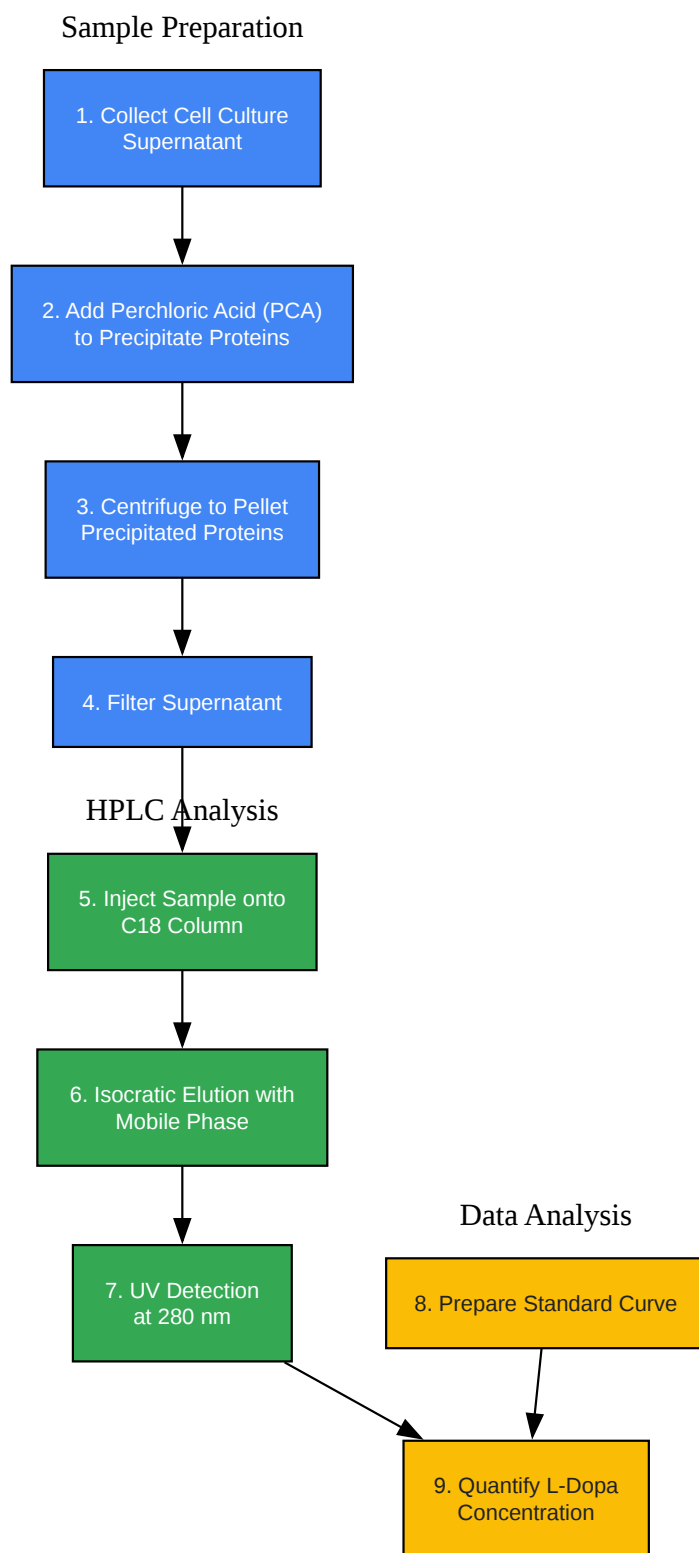 Sample Preparation
1. Collect Cell Culture
Supernatant
2. Add Perchloric Acid (PCA)
to Precipitate Proteins
3. Centrifuge to Pellet
Precipitated Proteins
4. Filter Supernatant
HPLC Analysis
5. Inject Sample onto
C18 Column
6. Isocratic Elution with
Mobile Phase
7. UV Detection
at 280 nm
Data Analysis
8. Prepare Standard Curve
9. Quantify L-Dopa
Concentration